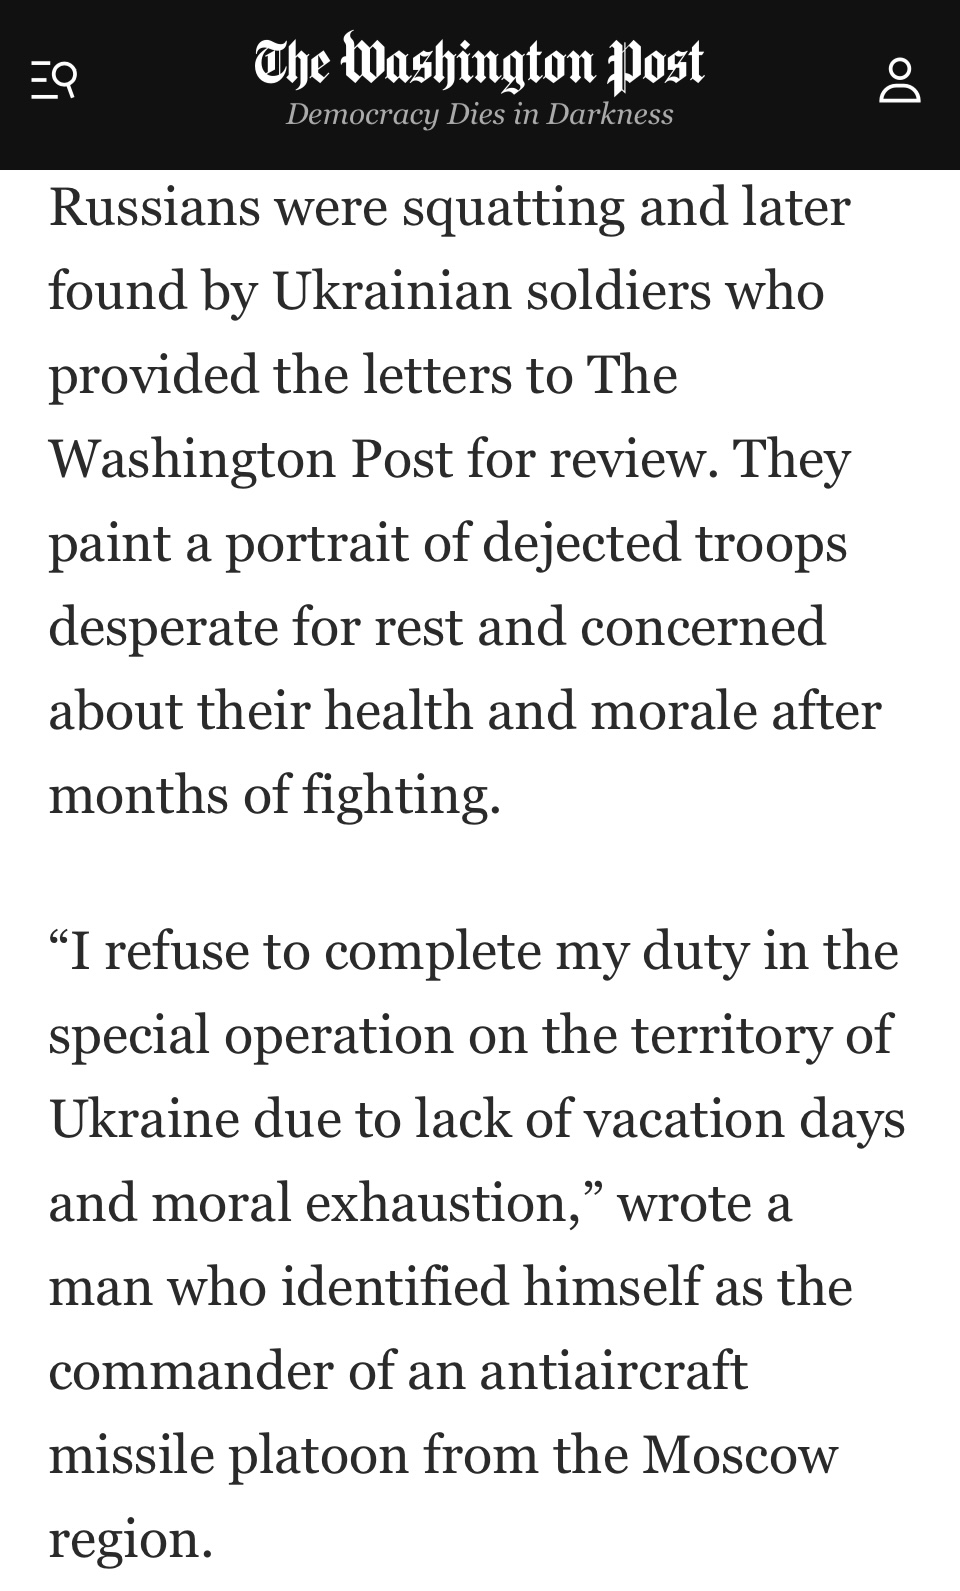 The Washington Post
Democracy Dies in Darkness
Russians were squatting and later
found by Ukrainian soldiers who
provided the letters to The
Washington Post for review. They
paint a portrait of dejected troops
desperate for rest and concerned
about their health and morale after
months of fighting.
“I refuse to complete my duty in the
special operation on the territory of
Ukraine due to lack of vacation days
and moral exhaustion,” wrote a
man who identified himself as the
commander of an antiaircraft
missile platoon from the Moscow
region.